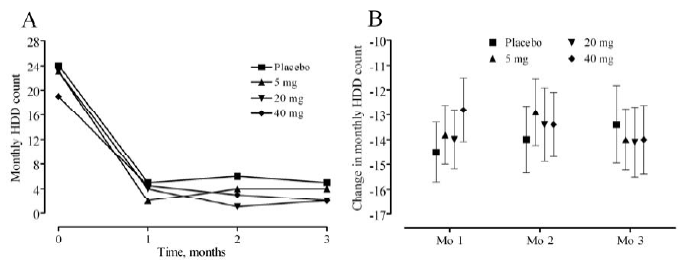 A
Monthly HDD count
28
24
20
16
12
8
4
0
Placebo
5 mg
20 mg
40 mg
0 1 2 3
Time, months
B
Change in monthly HDD count
-10
-11
-12
-13
-14
-15
-16
-17
Placebo 20 mg
5 mg 40 mg
Mo 1 Mo 2 Mo 3